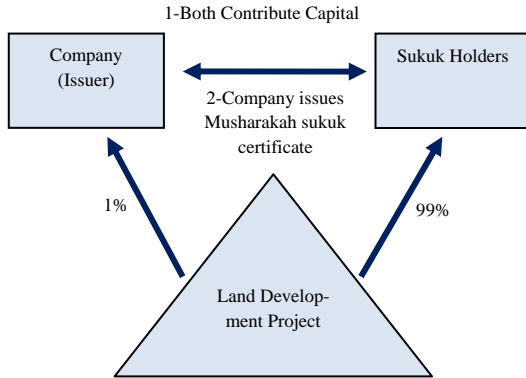 1-Both Contribute Capital
Company
(Issuer)
Sukuk Holders
2-Company issues
Musharakah sukuk
certificate
1%
99%
Land Develop-
ment Project